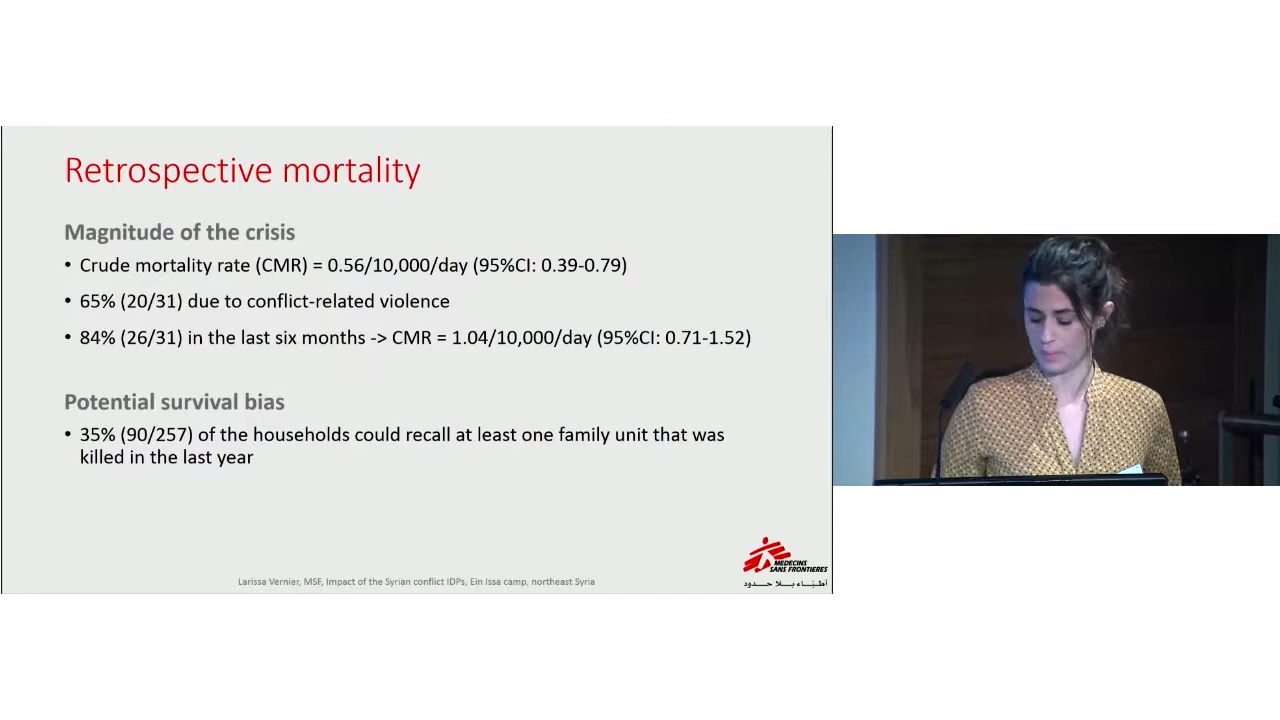 Retrospective mortality
Magnitude of the crisis
• Crude mortality rate (CMR) = 0.56/10,000/day (95%CI: 0.39-0.79)
• 65% (20/31) due to conflict-related violence
• 84% (26/31) in the last six months -> CMR = 1.04/10,000/day (95%CI: 0.71-1.52)
Potential survival bias
• 35% (90/257) of the households could recall at least one family unit that was
killed in the last year
MEDECINS
SANS FRONTIERES
أطبّاء بـلا حـدود
Larissa Vernier, MSF, Impact of the Syrian conflict IDPs, Ein Issa camp, northeast Syria